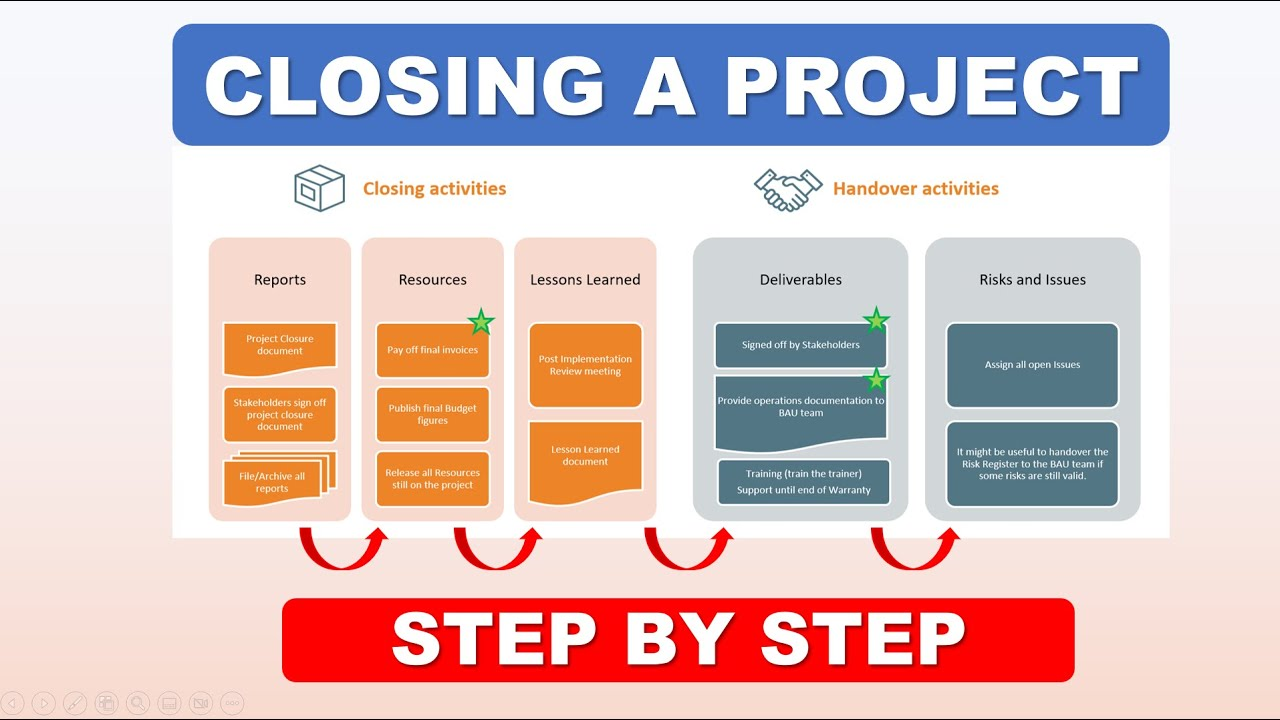 CLOSING A PROJECT
Closing activities
Handover activities
Reports
Project Closure
document
Stakeholders sign off
project closure
document
File/Archive all
reports
Resources
Pay off final invoices
Publish final Budget
figures
Release all Resources
still on the project
Lessons Learned
Post Implementation
Review meeting
Lesson Learned
document
Deliverables
Signed off by Stakeholders
Provide operations documentation to
BAU team
Training (train the trainer)
Support until end of Warranty
Risks and Issues
Assign all open Issues
It might be useful to handover the
Risk Register to the BAU team if
some risks are still valid.
STEP BY STEP